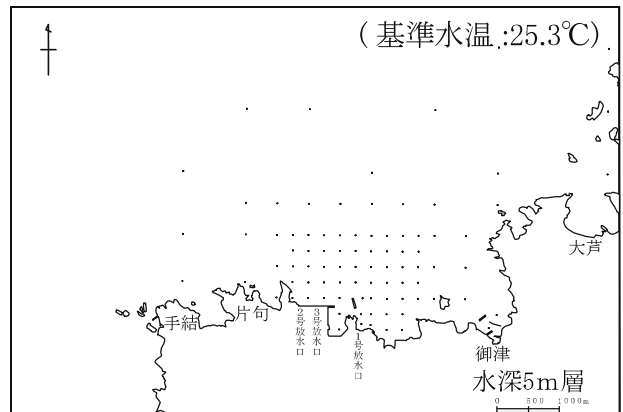 (基準水温:25.3℃)
大芦
手結
片句
2号放水口
3号放水口
1号放水口
御津
水深5m層
0 500 1000m